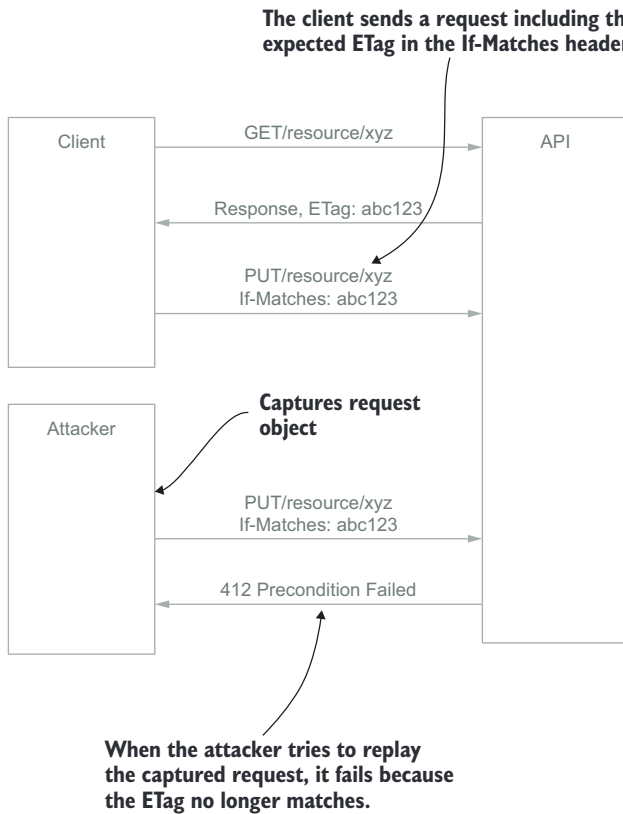 The client sends a request including th
expected ETag in the If-Matches header
Client
GET/resource/xyz
API
Response, ETag: abc123
PUT/resource/xyz
If-Matches: abc123
Captures request
object
Attacker
PUT/resource/xyz
If-Matches: abc123
412 Precondition Failed
When the attacker tries to replay
the captured request, it fails because
the ETag no longer matches.